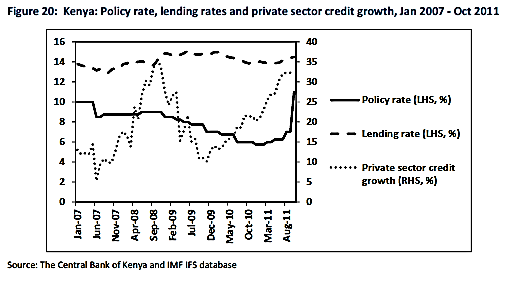 Figure 20: Kenya: Policy rate, lending rates and private sector credit growth, Jan 2007 - Oct 2011
16 40
14 35
12 30
10 25
8 20
6 15
4 10
2 5
0 0
Policy rate (LHS, %)
Lending rate (LHS, %)
Private sector credit
growth (RHS, %)
Jan-07 Jun-07 Nov-07 Apr-08 Sep-08 Feb-09 Jul-09 Dec-09 May-10 Oct-10 Mar-11 Aug-11
Source: The Central Bank of Kenya and IMF IFS database